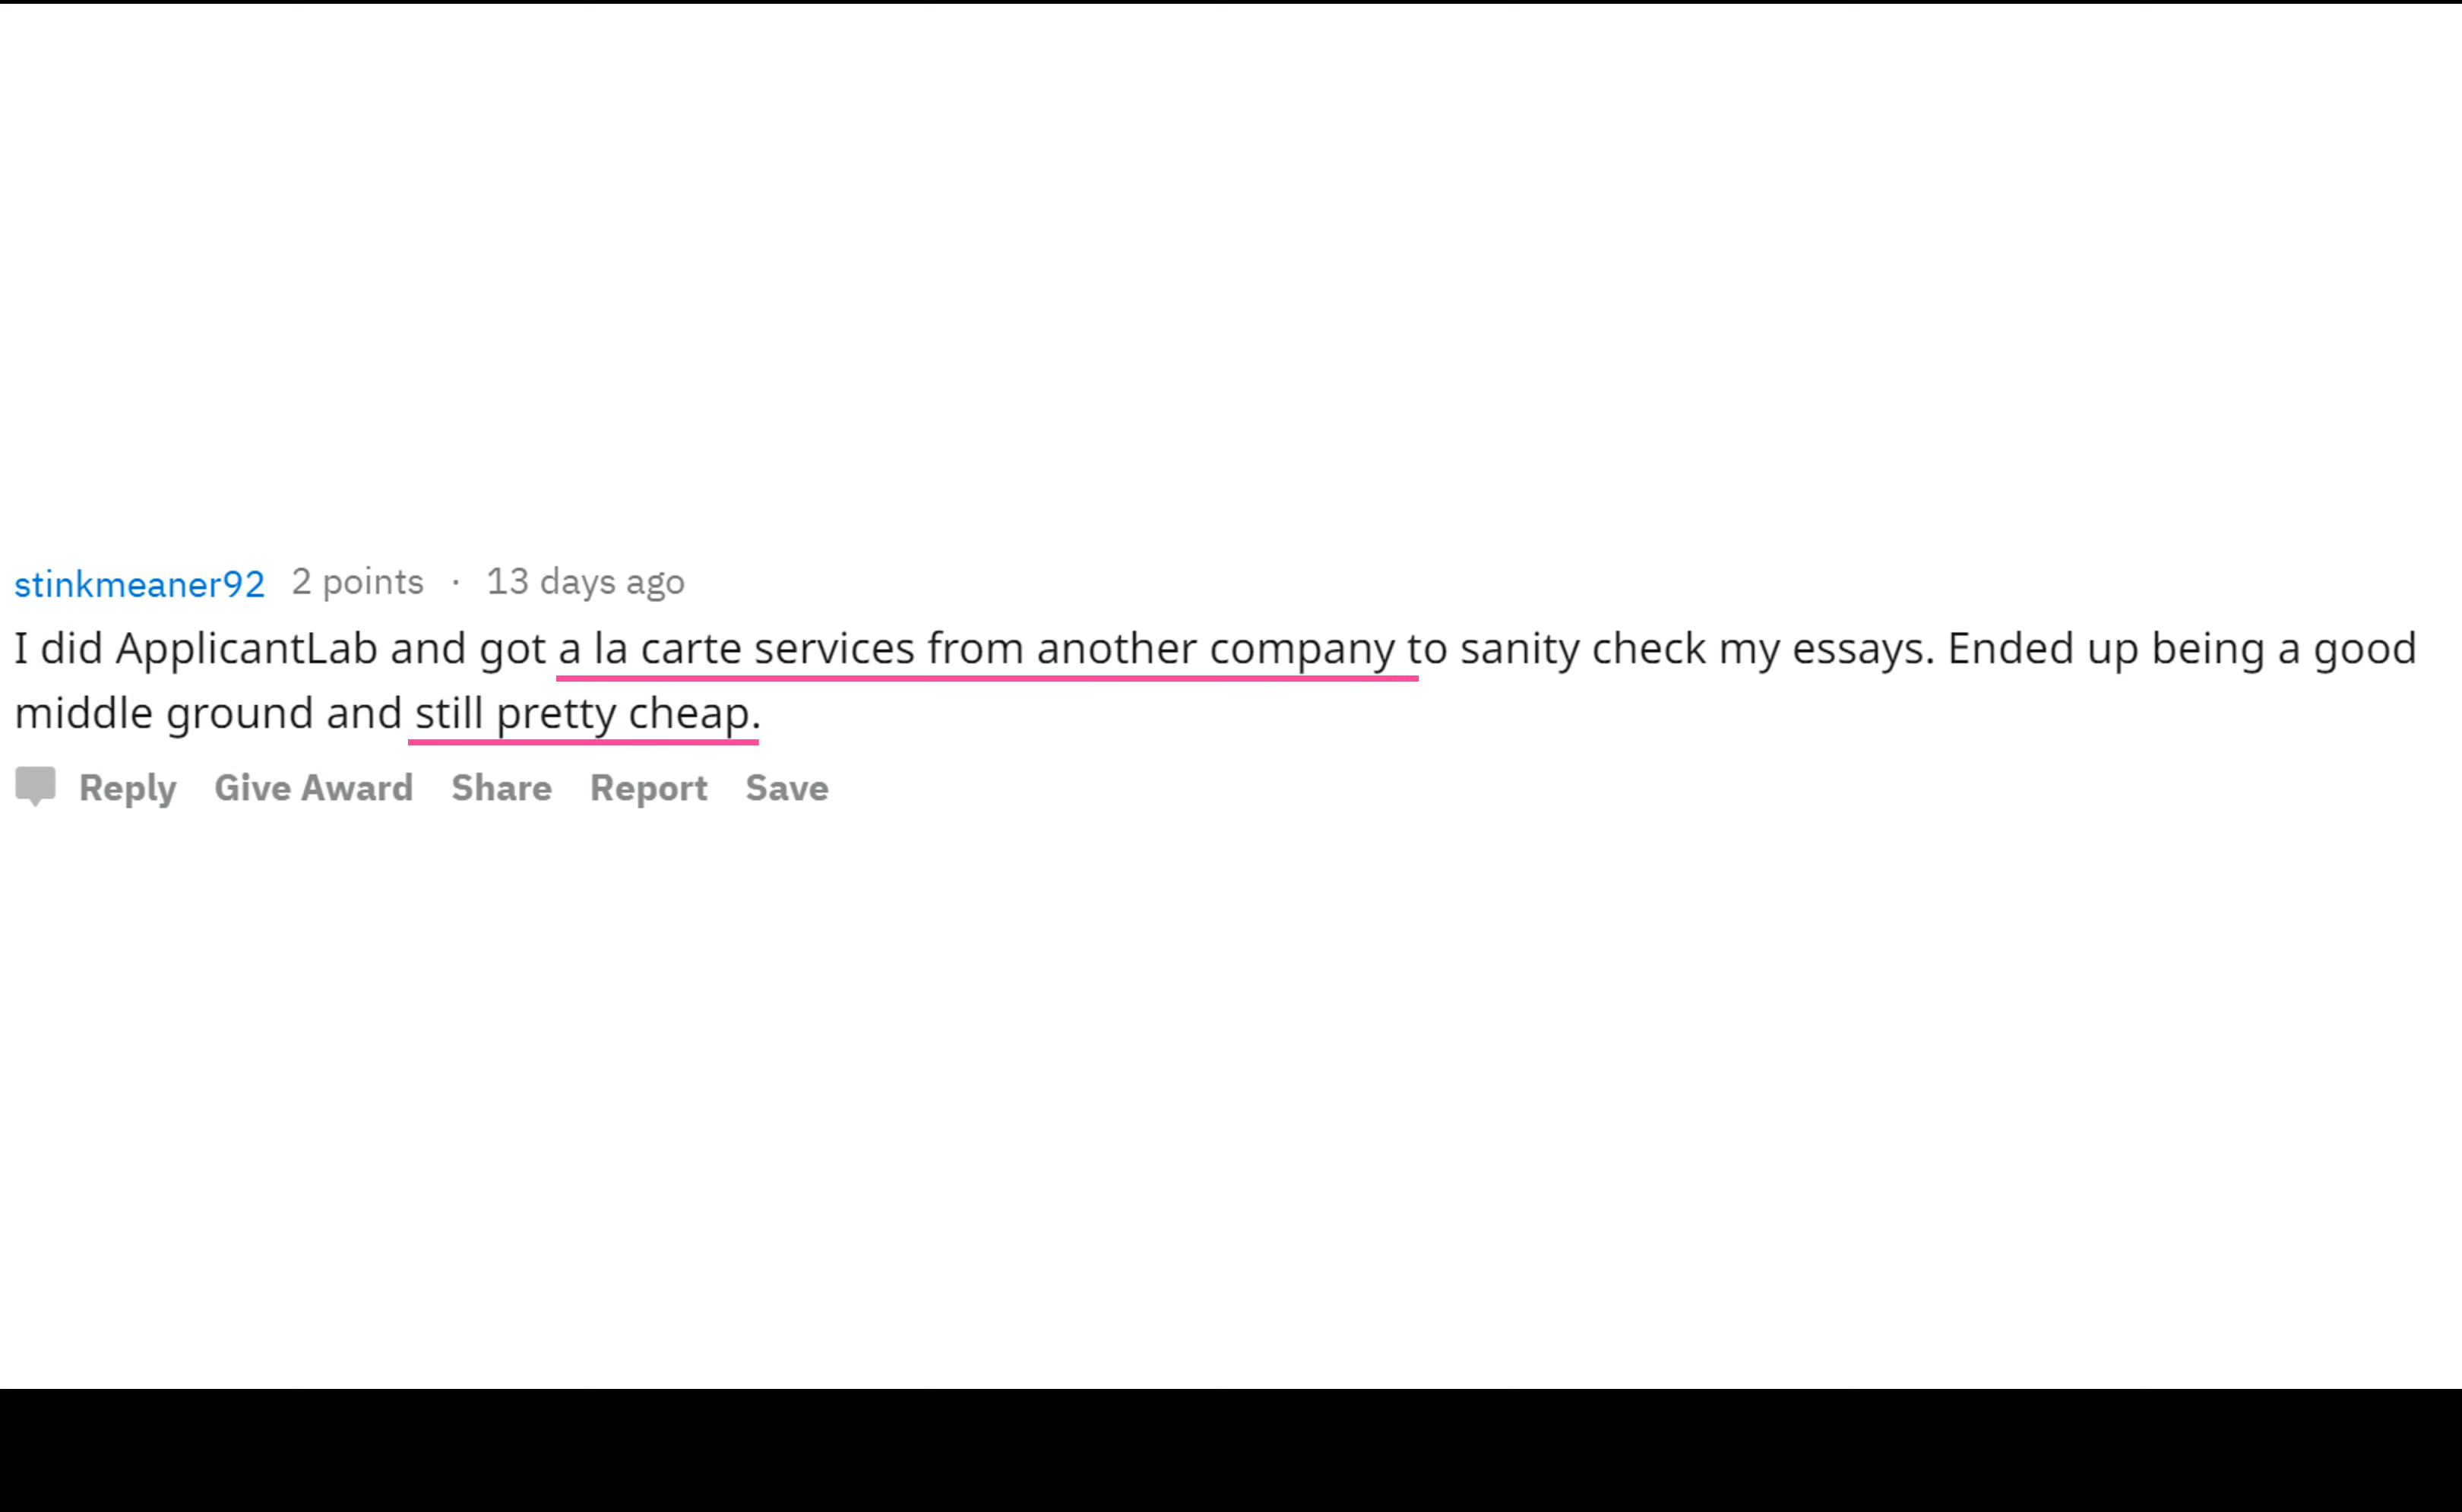 stinkmeaner92 2 points · 13 days ago
I did ApplicantLab and got a la carte services from another company to sanity check my essays. Ended up being a good
middle ground and still pretty cheap.
Reply Give Award Share Report Save